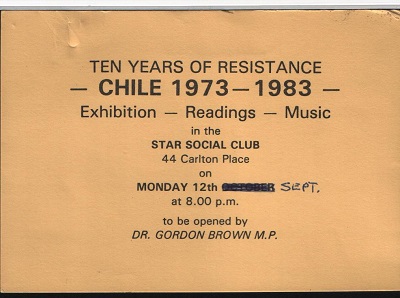 TEN YEARS OF RESISTANCE
— CHILE 1973 — 1983 —
Exhibition — Readings — Music
in the
STAR SOCIAL CLUB
44 Carlton Place
on
MONDAY 12th OCTOBER SEPT.
at 8.00 p.m.
to be opened by
DR. GORDON BROWN M.P.